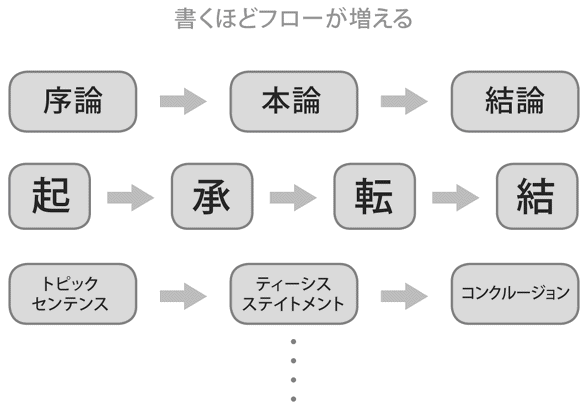 書くほどフローが増える
序論
本論
結論
起
承
転
結
トピック
センテンス
ティーシス
ステイトメント
コンクルージョン